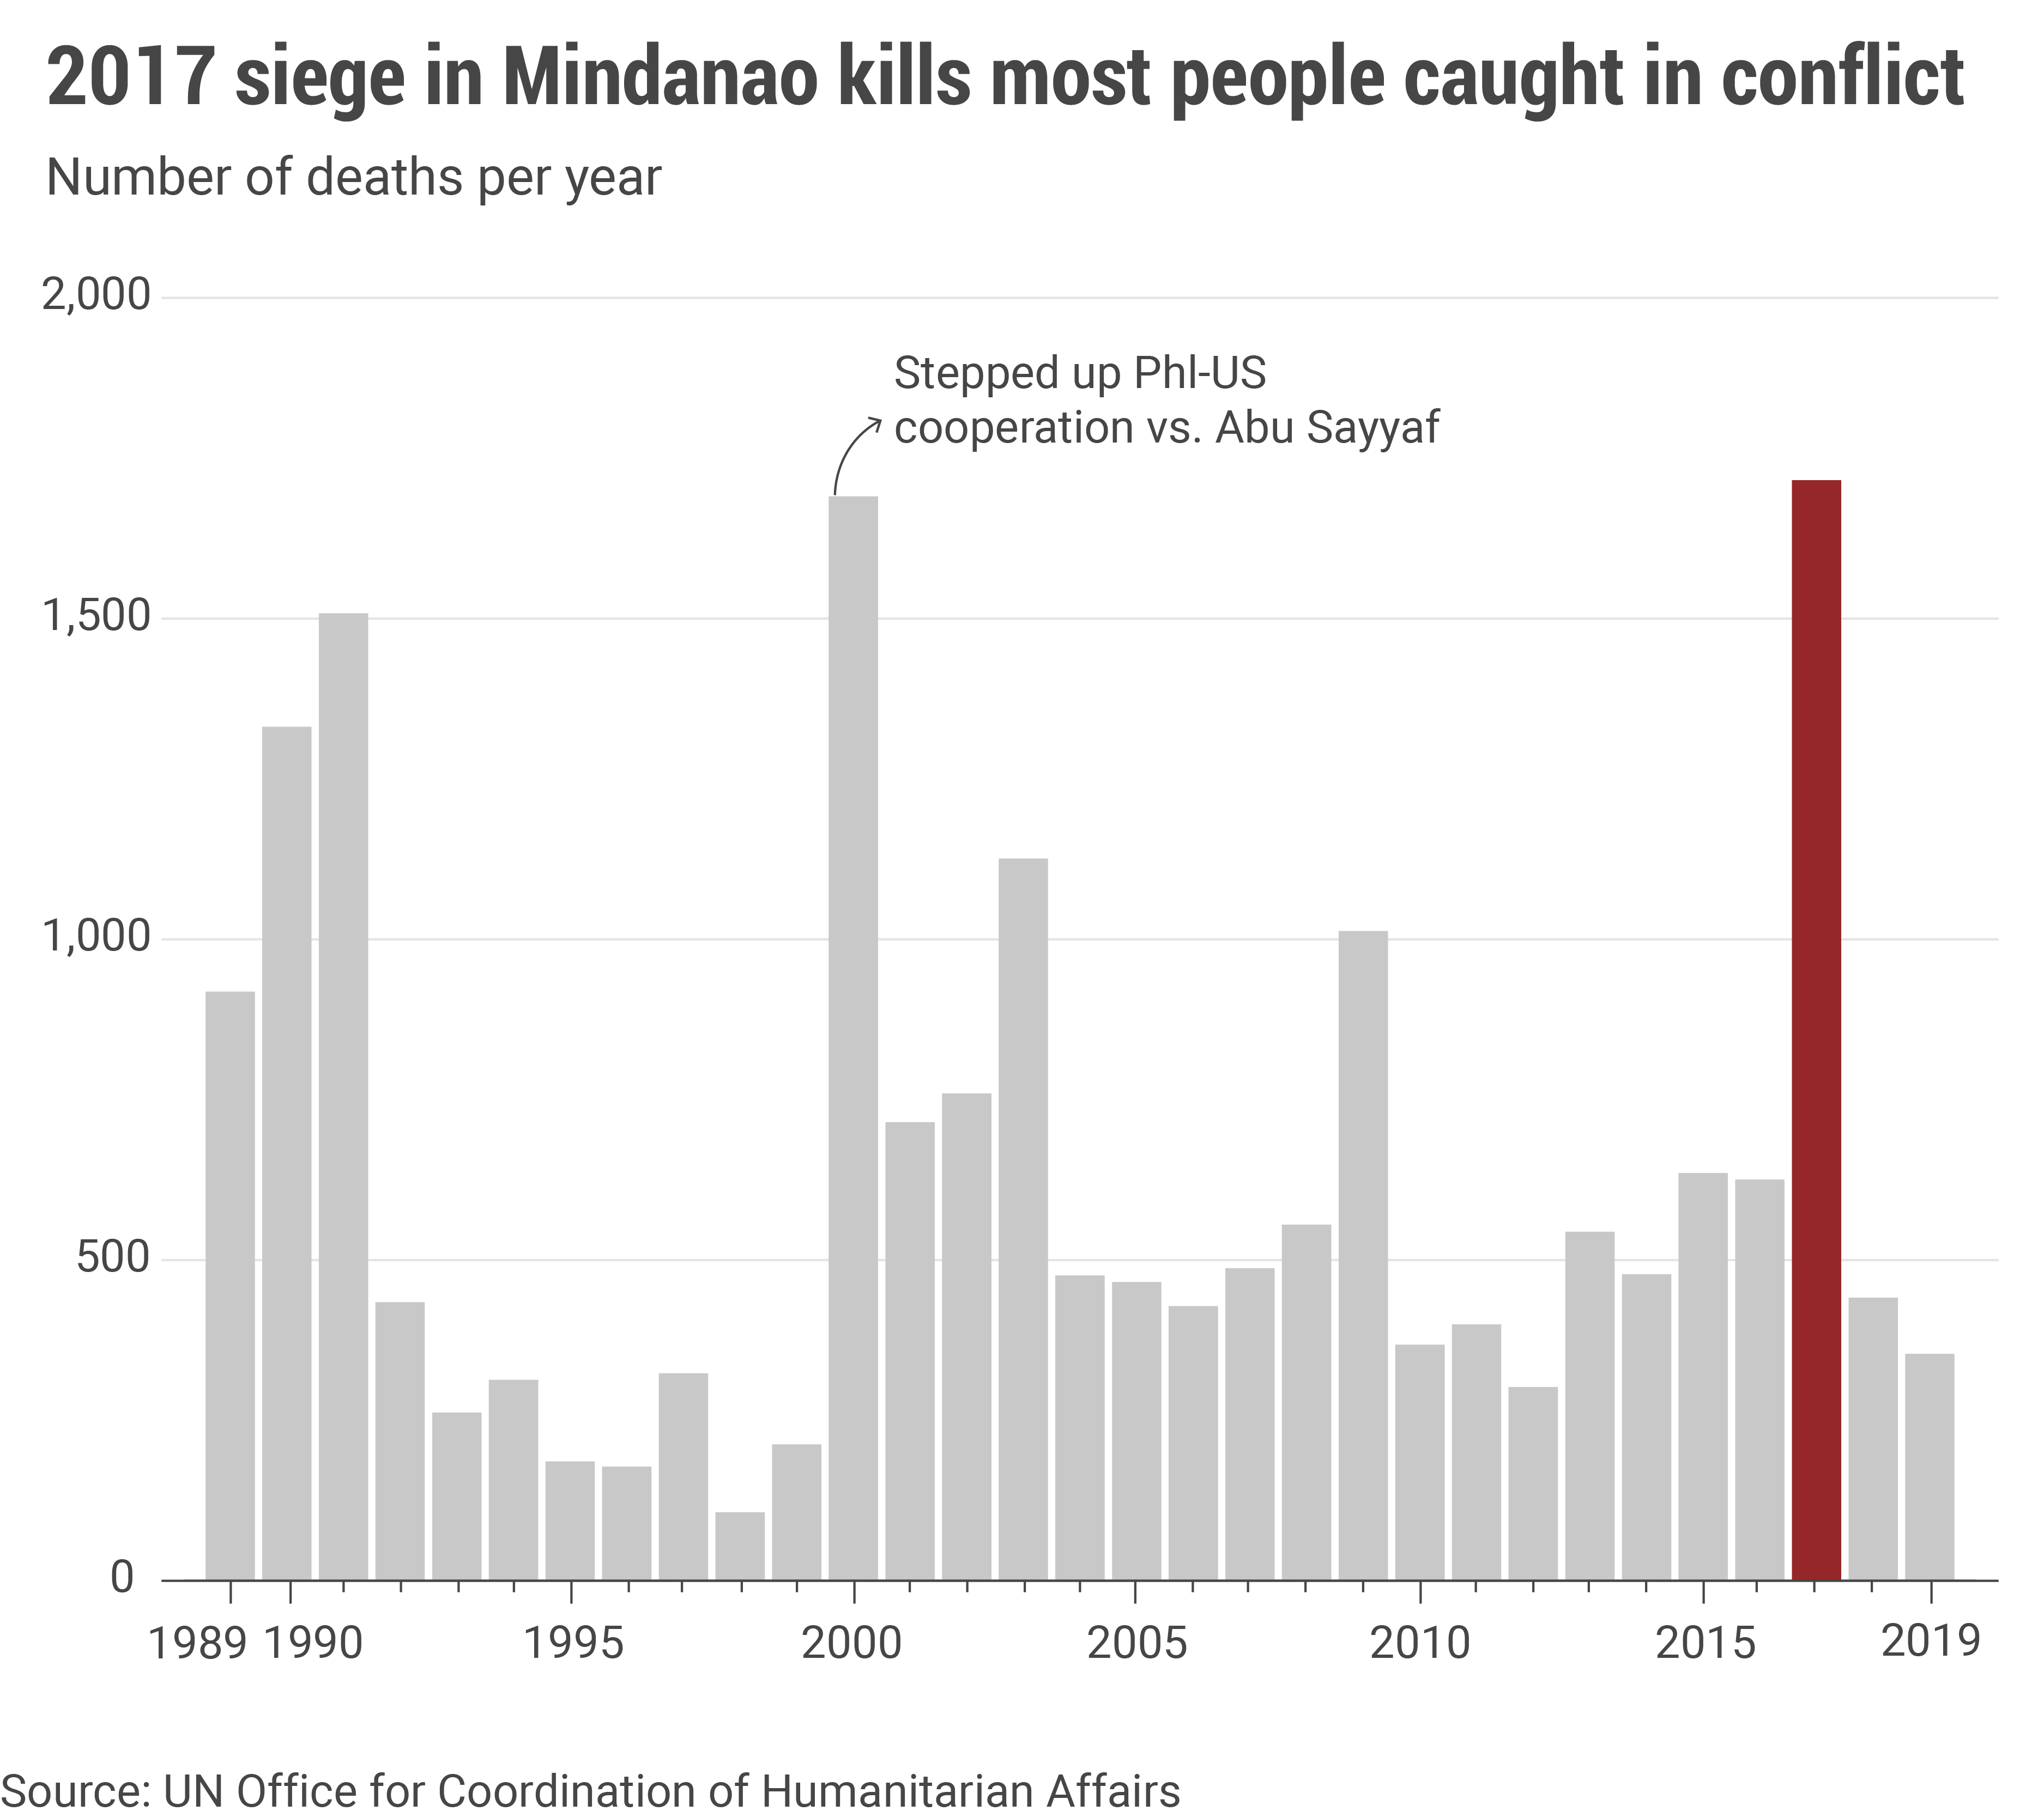 2017 siege in Mindanao kills most people caught in conflict
Number of deaths per year
2,000
Stepped up Phl-US
cooperation vs. Abu Sayyaf
1,500
1,000
500
0
1989 1990 1995 2000 2005 2010 2015 2019
Source: UN Office for Coordination of Humanitarian Affairs